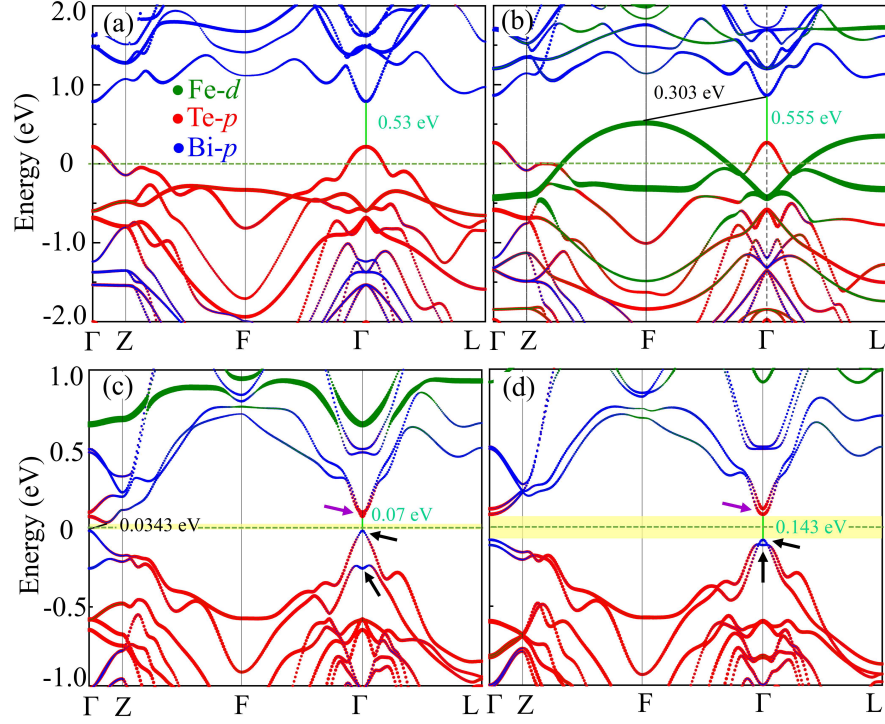 2.0
(a)
(b)
Fe-d
Te-p
Bi-p
1.0
0.53 eV
0.303 eV
0.555 eV
0
Energy (eV)
-1.0
-2.0
Γ Z F Γ L
Γ Z F Γ L
1.0
(c)
(d)
0.5
0.0343 eV
0.07 eV
0.143 eV
0
Energy (eV)
-0.5
-1.0
Γ Z F Γ L
Γ Z F Γ L